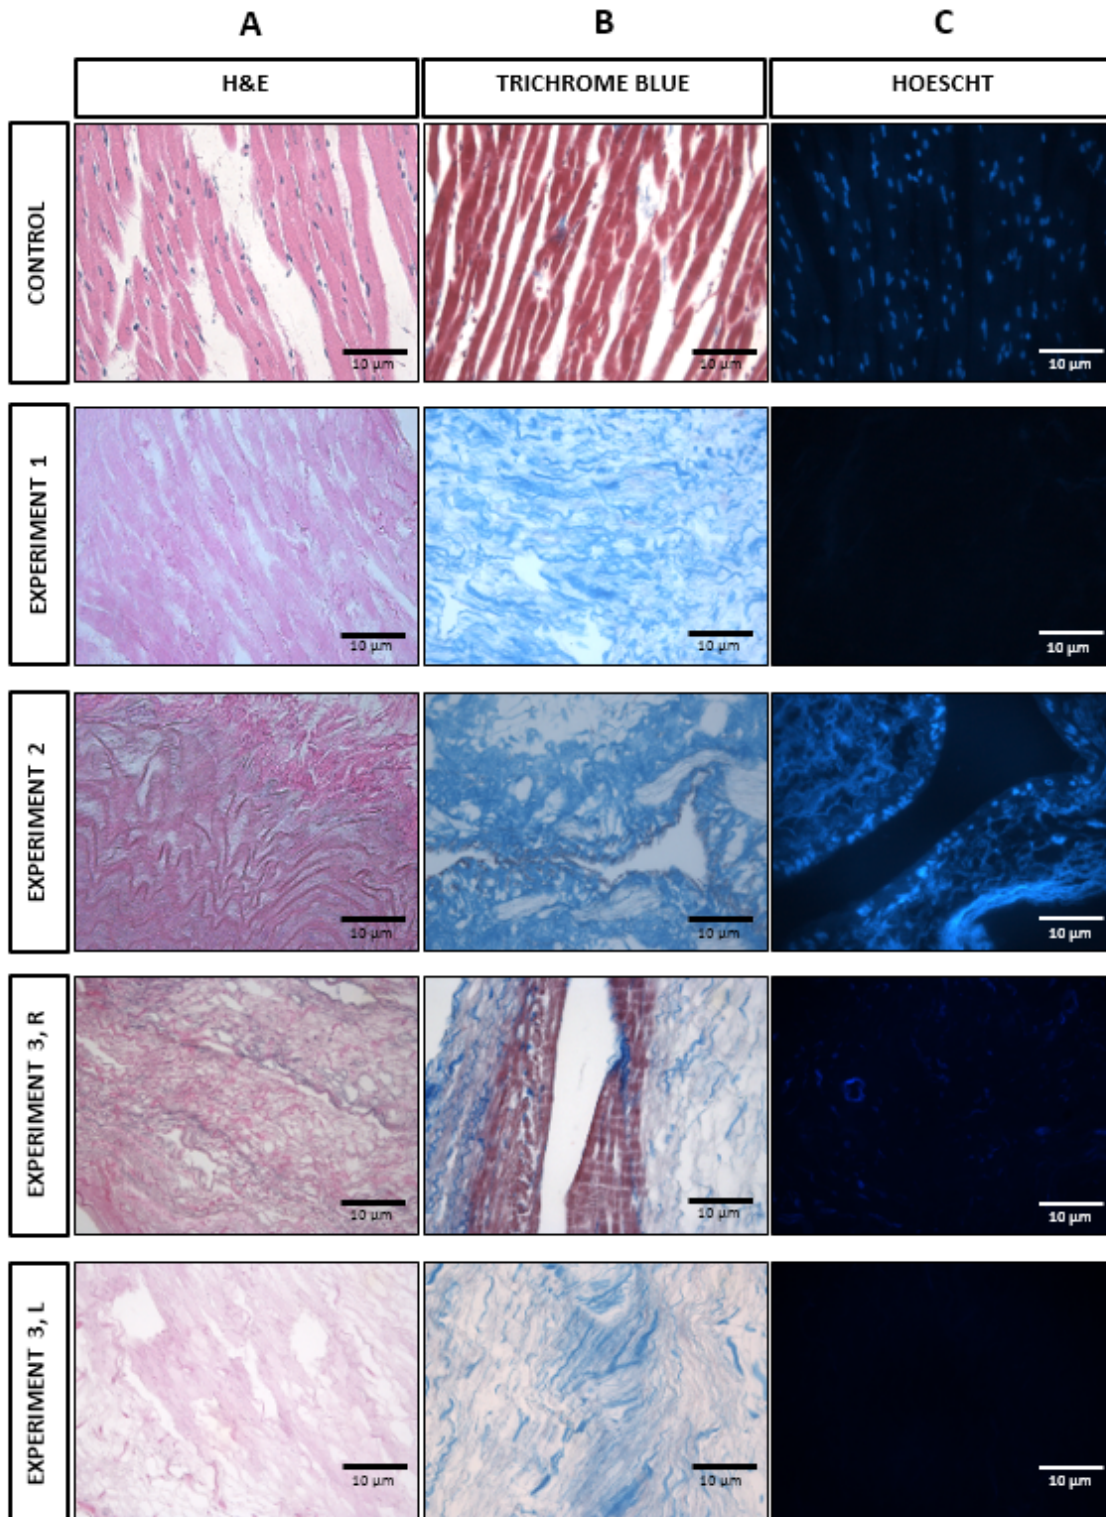 A B C
H&E TRICHROME BLUE HOESCHT
CONTROL
10 µm 10 µm 10 µm
EXPERIMENT 1
10 µm 10 µm 10 µm
EXPERIMENT 2
10 µm 10 µm 10 µm
EXPERIMENT 3, R
10 µm 10 µm 10 µm
EXPERIMENT 3, L
10 µm 10 µm 10 µm